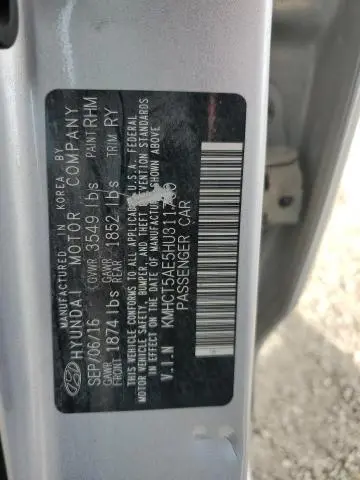 MANUFACTURED IN KOREA BY
HYUNDAI MOTOR COMPANY
SEP/06/16 GVWR 3549 lbs PAINT RHM
GAWR FRONT 1874 lbs GAWR REAR 1852 lbs TRIM RY
THIS VEHICLE CONFORMS TO ALL APPLICABLE U.S.A. FEDERAL
MOTOR VEHICLE SAFETY, BUMPER, AND THEFT PREVENTION STANDARDS
IN EFFECT ON THE DATE OF MANUFACTURE SHOWN ABOVE
V.I.N
PASSENGER CAR